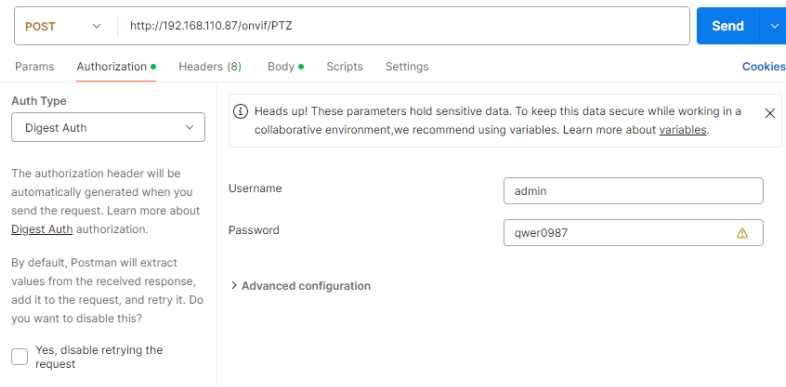 POST
http://192.168.110.87/onvif/PTZ
Send
Params
Authorization
Headers (8)
Body
Scripts
Settings
Cookies
Auth Type
Digest Auth
The authorization header will be
automatically generated when you
send the request. Learn more about
Digest Auth authorization.
By default, Postman will extract
values from the received response,
add it to the request, and retry it. Do
you want to disable this?
Yes, disable retrying the
request
Heads up! These parameters hold sensitive data. To keep this data secure while working in a
collaborative environment,we recommend using variables. Learn more about variables.
Username
admin
Password
qwer0987
Advanced configuration